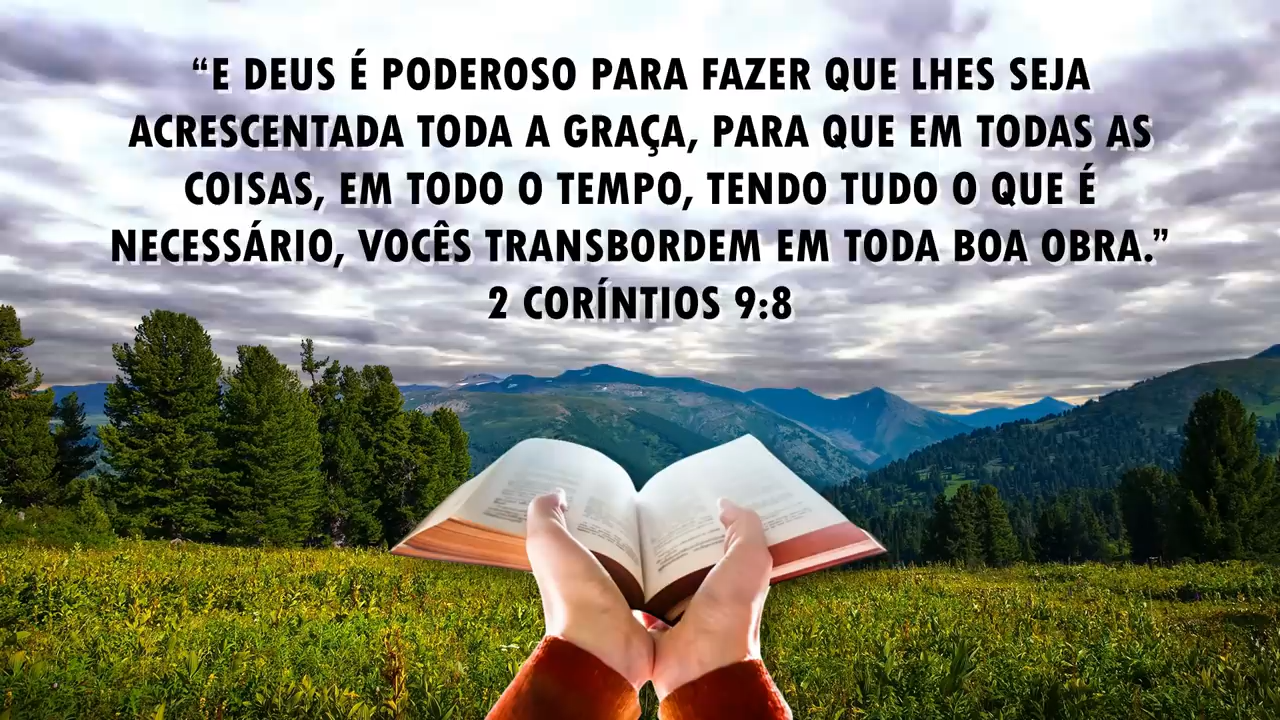 “E DEUS É PODEROSO PARA FAZER QUE LHES SEJA
ACRESCENTADA TODA A GRAÇA, PARA QUE EM TODAS AS
COISAS, EM TODO O TEMPO, TENDO TUDO O QUE É
NECESSÁRIO, VOCÊS TRANSBORDEM EM TODA BOA OBRA.”
2 CORÍNTIOS 9:8